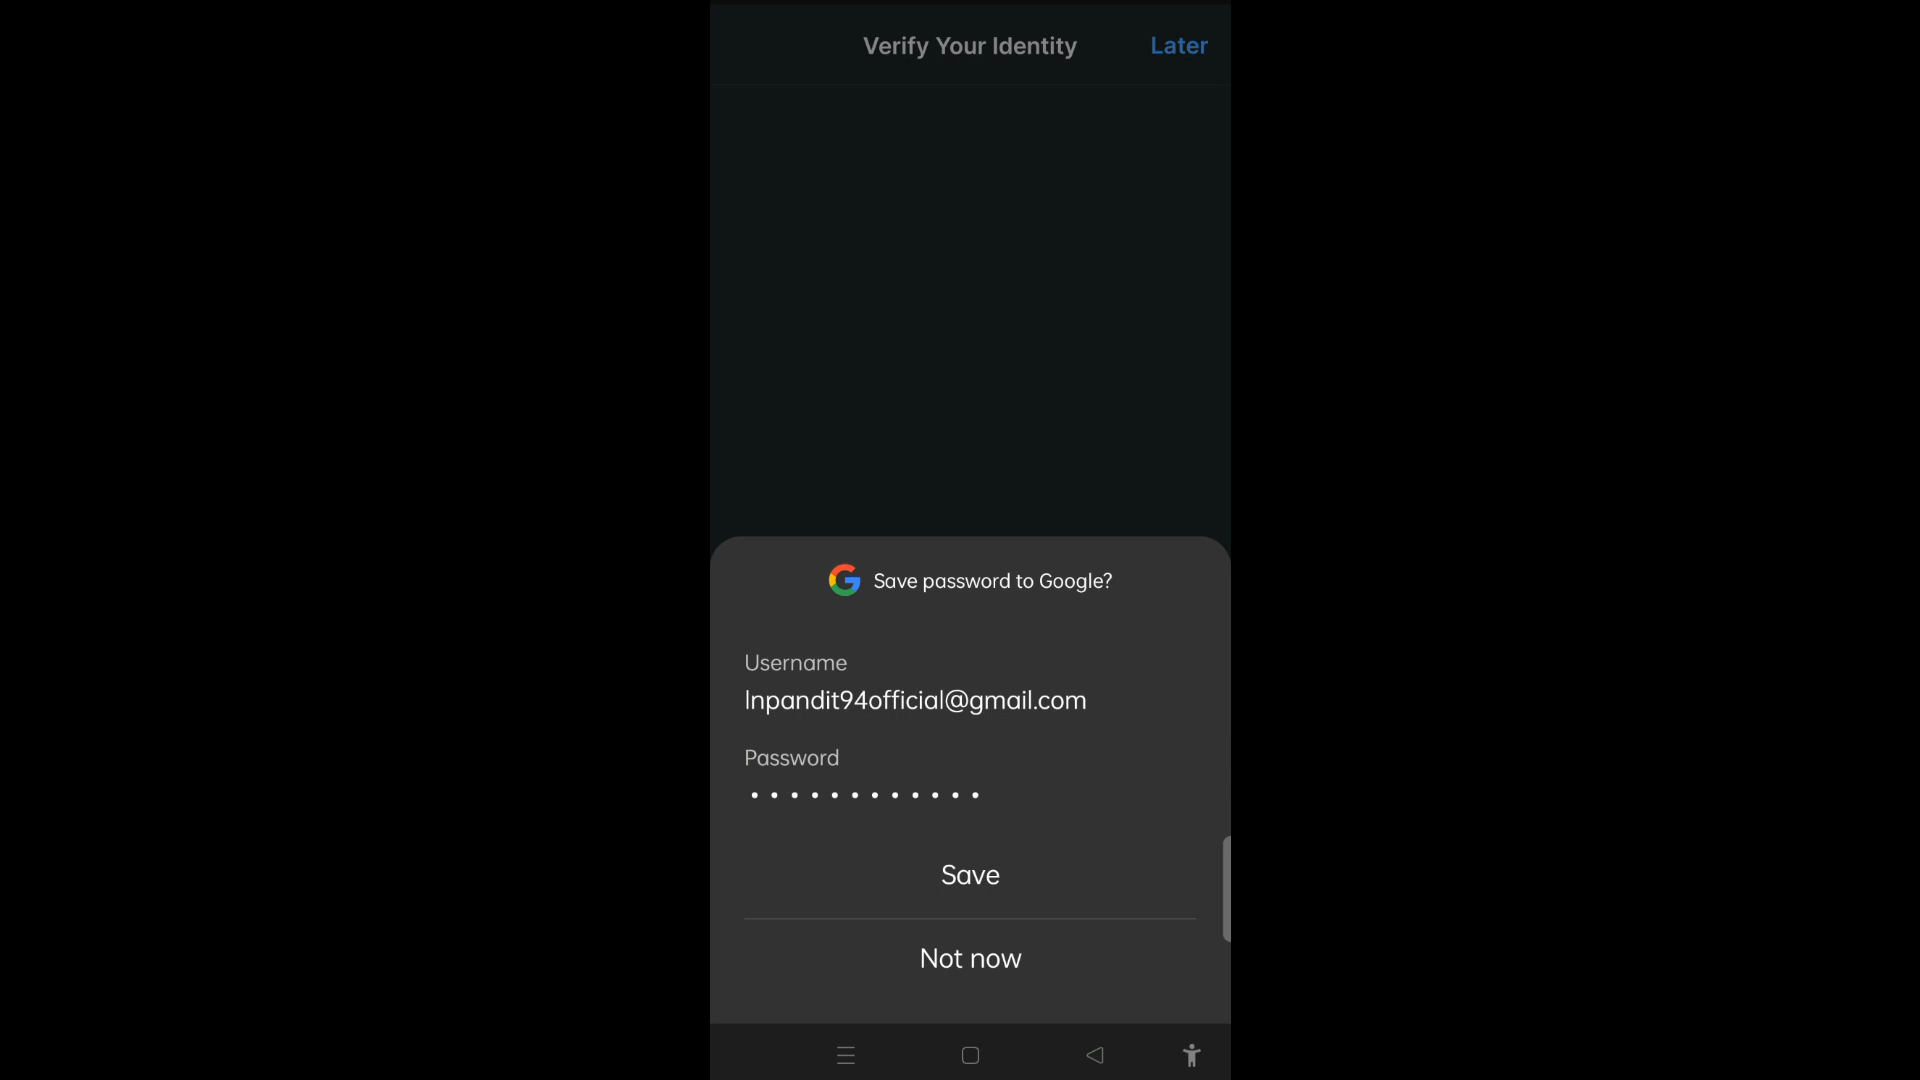 Verify Your Identity
Later
Save password to Google?
Username
lnpandit94official@gmail.com
Password
••••••••••••
Save
Not now